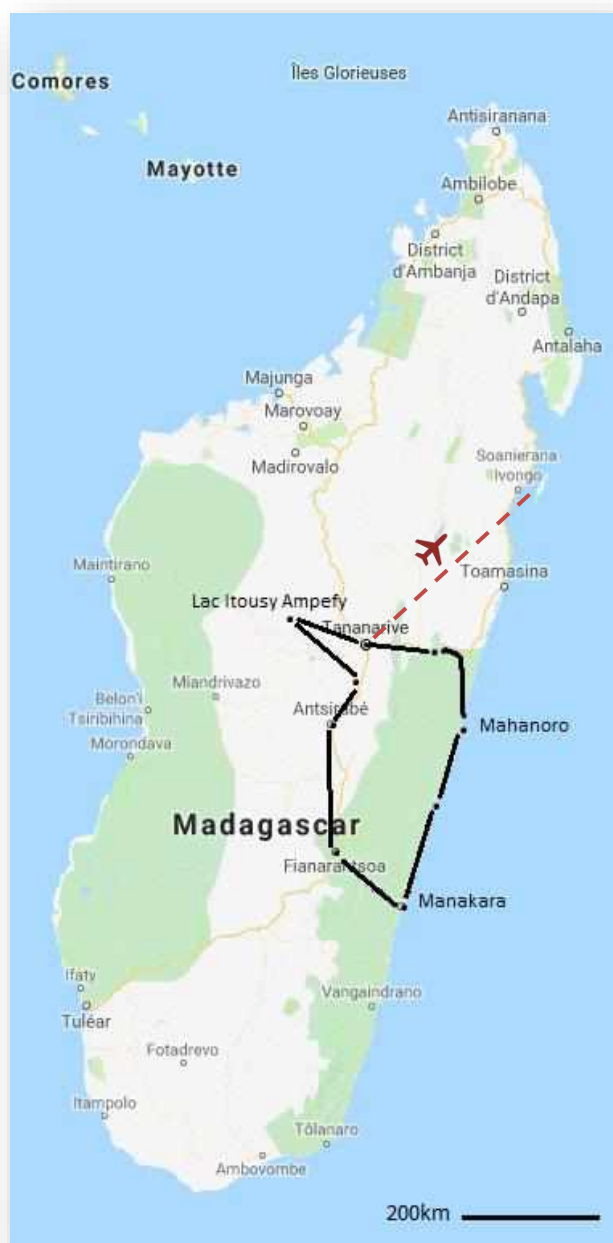 Îles Glorieuses
Comores
Antisiranana
Mayotte
Ambilobe
District
d'Ambanja
District
d'Andapa
Antalaha
Majunga
Marovoay
Madirovalo
Soanierana
Ivongo
Maintirano
Toamasina
Lac Itousy Ampefy
Tananarive
Miandrivazo
Belon'i
Tsiribihina
Antsirabé
Mahanoro
Morondava
Madagascar
Fianarantsoa
Manakara
Ifaty
Tuléar
Vangaindrano
Fotadrevo
Itampolo
Tôlanaro
Ambovombe
200km